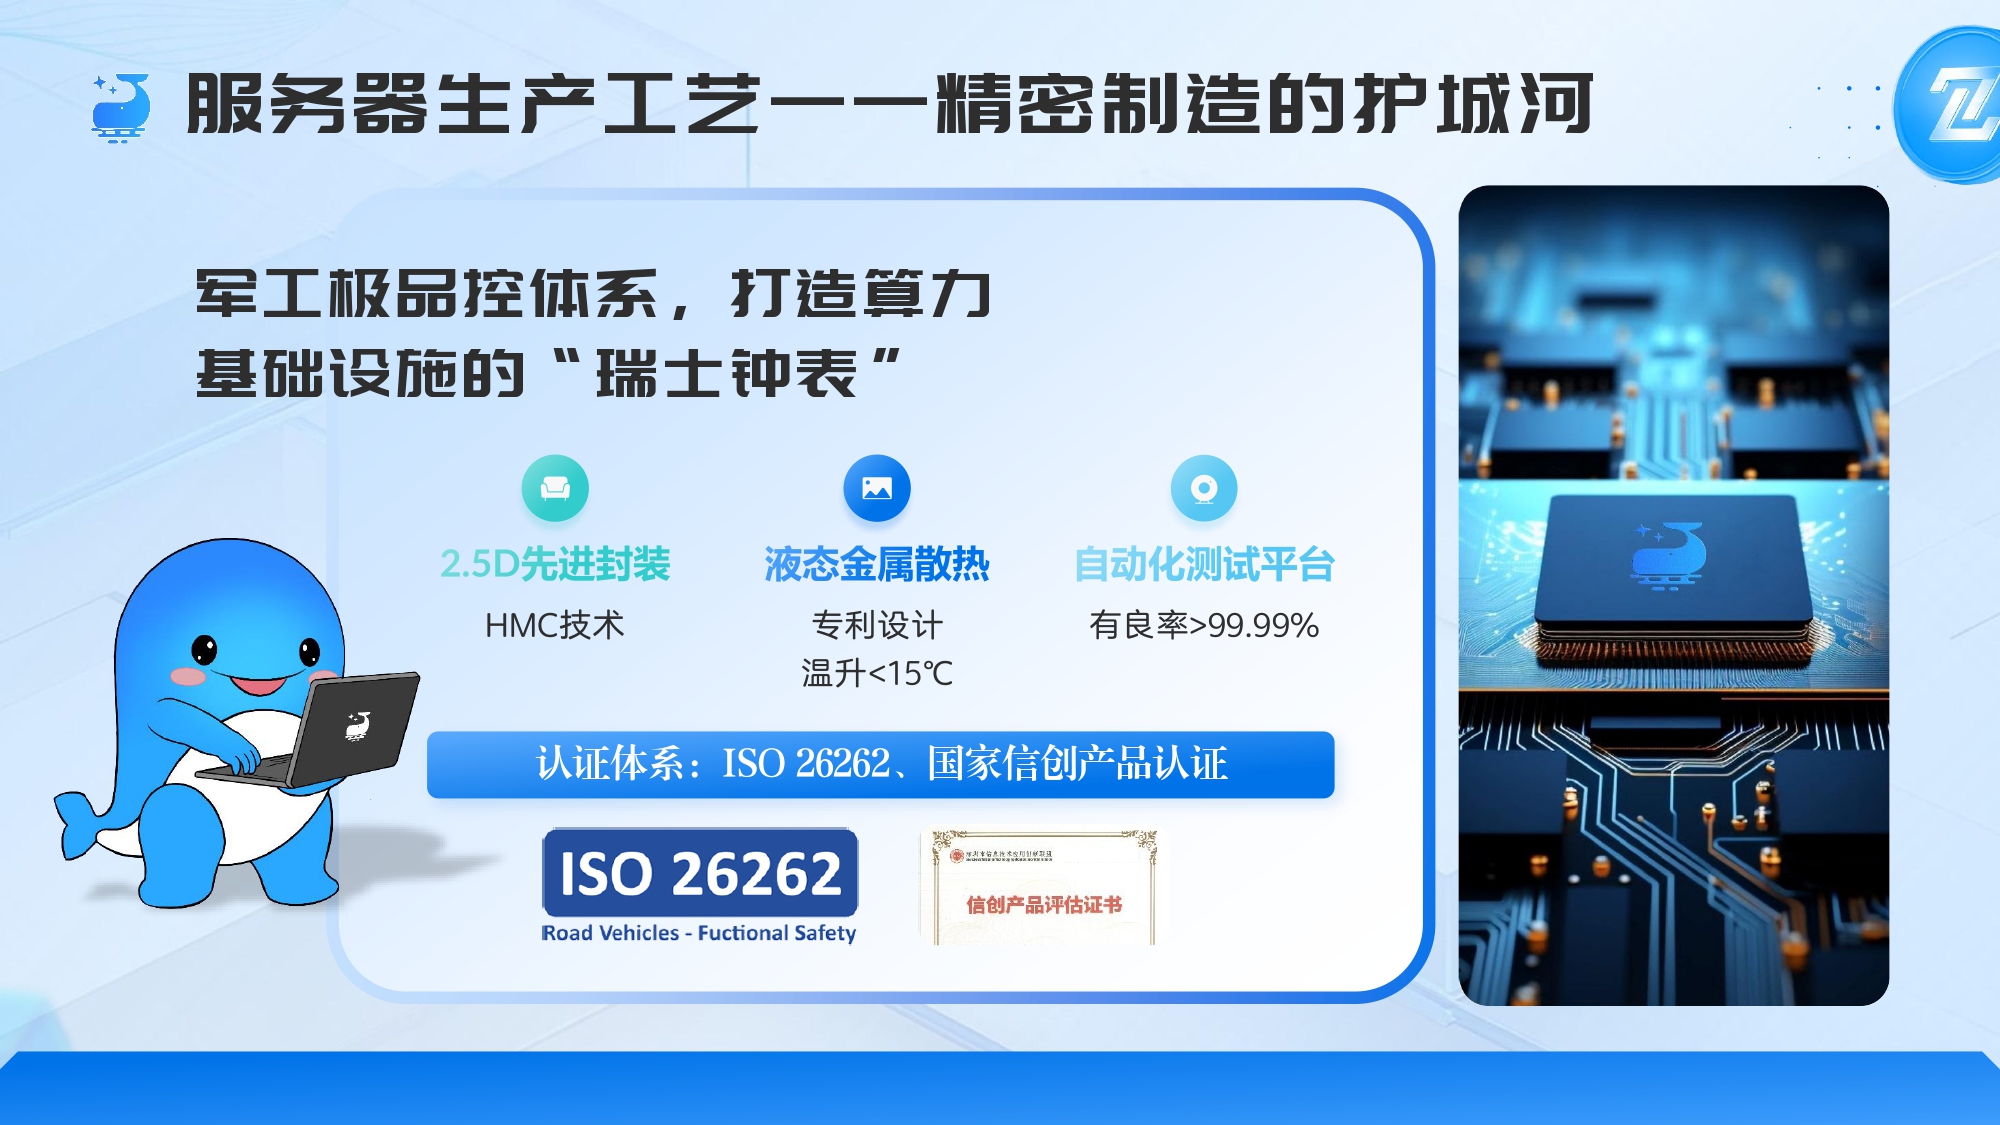 服务器生产工艺——精密制造的护城河
军工极品控体系，打造算力
基础设施的“瑞士钟表”
2.5D先进封装
HMC技术
液态金属散热
专利设计
温升<15℃
自动化测试平台
有良率>99.99%
认证体系：ISO 26262、国家信创产品认证
ISO 26262
Road Vehicles - Fuctional Safety
信创产品评估证书